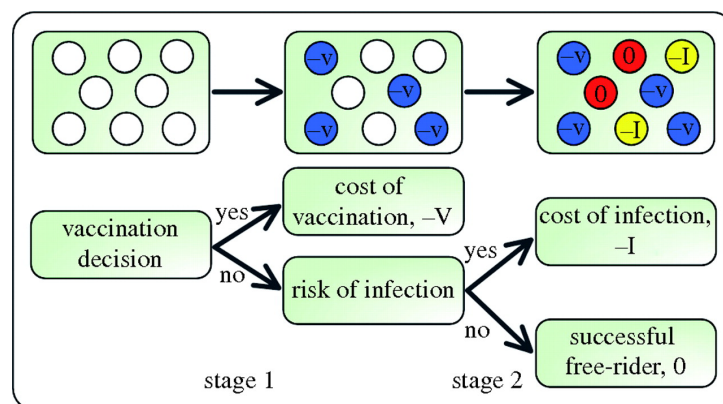 –v
–v
–v
–v
0
–I
0
–v
–v
–I
–v
vaccination
decision
yes
no
cost of
vaccination, –V
risk of infection
yes
no
cost of infection,
–I
successful
free-rider, 0
stage 1
stage 2